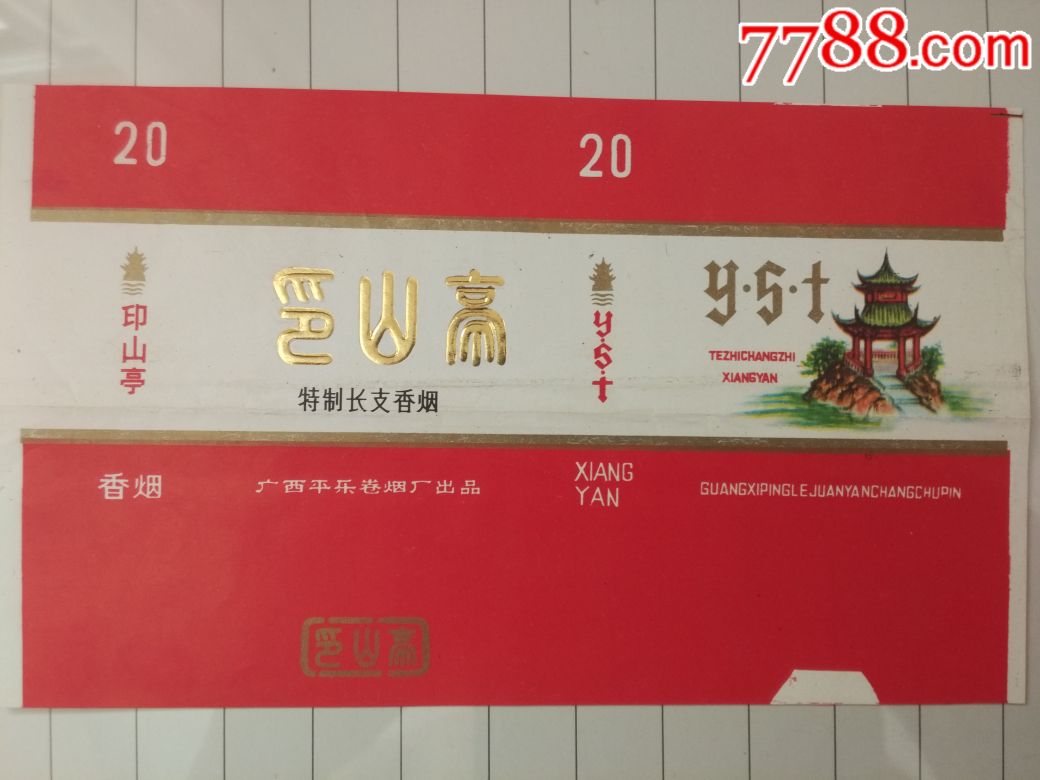 7788.com
20
20
印山亭
印山亭
特制长支香烟
y·s·t
y·s·t
TEZHICHANGZHI
XIANGYAN
香烟
广西平乐卷烟厂出品
XIANG
YAN
GUANGXIPINGLEJUANYANCHANGCHUPIN
印山亭